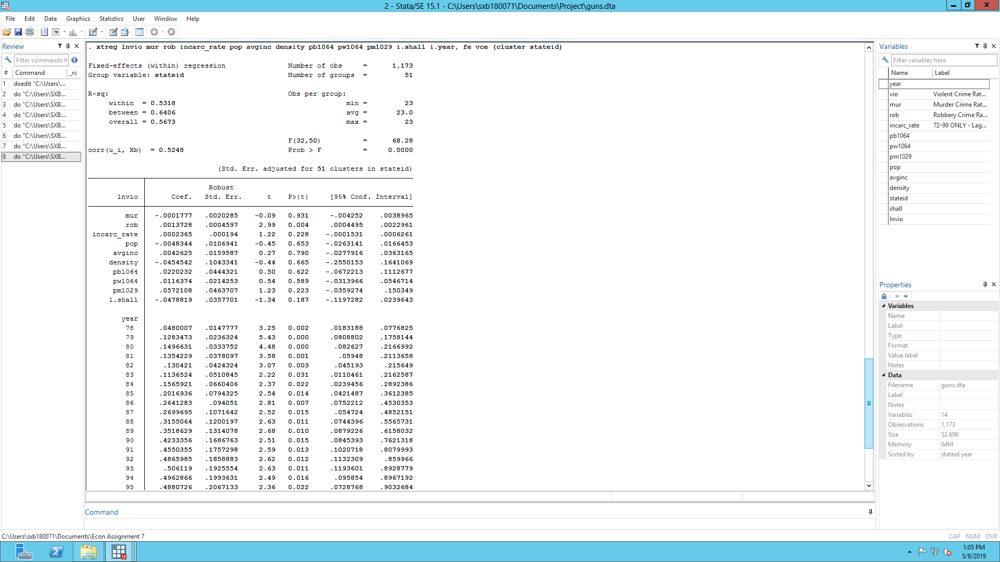 2 - Stata/SE 15.1 - C:\Users\sxb180071\Documents\Project\guns.dta
File Edit Data Graphics Statistics User Window Help
Review
Filter commands h
# Command _rc
1 doedit "C:\Users\...
2 do "C:\Users\SXB...
3 do "C:\Users\SXB...
4 do "C:\Users\SXB...
5 do "C:\Users\SXB...
6 do "C:\Users\SXB...
7 do "C:\Users\SXB...
8 do "C:\Users\SXB...
. xtreg lnvio mur rob incarc_rate pop avginc density pb1064 pw1064 pm1029 i.shall i.year, fe vce (cluster stateid)
Fixed-effects (within) regression Number of obs = 1,173
Group variable: stateid Number of groups = 51
R-sq: Obs per group:
within = 0.5318 min = 23
between = 0.6406 avg = 23.0
overall = 0.5673 max = 23
F(32,50) = 68.28
corr(u_i, Xb) = 0.5248 Prob > F = 0.0000
(Std. Err. adjusted for 51 clusters in stateid)
Robust
lnvio Coef. Std. Err. t P>|t| [95% Conf. Interval]
mur -.0001777 .0020285 -0.09 0.931 -.004252 .0038965
rob .0013728 .0004597 2.99 0.004 .0004495 .0022961
incarc_rate .0002365 .000194 1.22 0.228 -.0001531 .0006261
pop -.0048344 .0106941 -0.45 0.653 -.0263141 .0166453
avginc .0042625 .0159587 0.27 0.790 -.0277916 .0363165
density -.0454542 .1043341 -0.44 0.665 -.2550153 .1641069
pb1064 .0220232 .0444321 0.50 0.622 -.0672213 .1112677
pw1064 .0116374 .0214253 0.54 0.589 -.0313966 .0546714
pm1029 .0572108 .0463707 1.23 0.223 -.0359274 .150349
1.shall -.0478819 .0357701 -1.34 0.187 -.1197282 .0239643
year
78 .0480007 .0147777 3.25 0.002 .0183188 .0776825
79 .1283473 .0236324 5.43 0.000 .0808802 .1758144
80 .1496631 .0333752 4.48 0.000 .082627 .2166992
81 .1354229 .0378097 3.58 0.001 .05948 .2113658
82 .130421 .0424324 3.07 0.003 .045193 .215649
83 .1136524 .0510845 2.22 0.031 .0110461 .2162587
84 .1565921 .0660406 2.37 0.022 .0239456 .2892386
85 .2016936 .0794325 2.54 0.014 .0421487 .3612385
86 .2641283 .094051 2.81 0.007 .0752212 .4530353
87 .2699695 .1071642 2.52 0.015 .054724 .4852151
88 .3155064 .1200197 2.63 0.011 .0744396 .5565731
89 .3518629 .1314078 2.68 0.010 .0879226 .6158032
90 .4233356 .1686763 2.51 0.015 .0845393 .7621318
91 .4550355 .1757298 2.59 0.013 .1020718 .8079993
92 .4865985 .1858883 2.62 0.012 .1132309 .859966
93 .506119 .1925554 2.63 0.011 .1193601 .8928779
94 .4962866 .1993631 2.49 0.016 .095854 .8967192
95 .4880726 .2067133 2.36 0.022 .0728768 .9032684
Command
Variables
Filter variables here
Name Label
year
vio Violent Crime Rat...
mur Murder Crime Rat...
rob Robbery Crime Ra...
incarc_rate 72-99 ONLY - Lag...
pb1064
pw1064
pm1029
pop
avginc
density
stateid
shall
lnvio
Properties
Variables
Name
Label
Type
Format
Value label
Notes
Data
Filename guns.dta
Label
Notes
Variables 14
Observations 1,173
Size 52.69K
Memory 64M
Sorted by stateid year
C:\Users\sxb180071\Documents\Econ Assignment 7
CAP NUM OVR
15
1:05 PM
5/8/2019